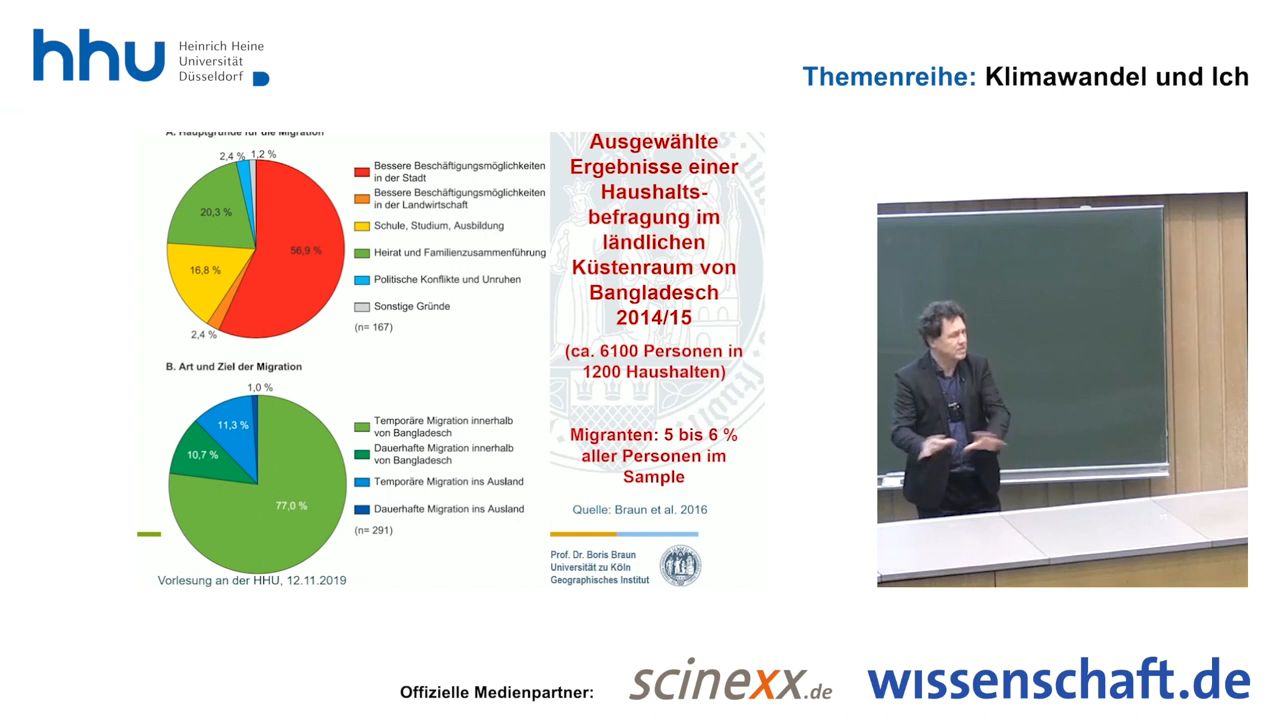 hhu
Heinrich Heine
Universität
Düsseldorf
Themenreihe: Klimawandel und Ich
A. Hauptgründe für die Migration
2,4 %
1,2 %
20,3 %
56,9 %
16,8 %
2,4 %
Bessere Beschäftigungsmöglichkeiten
in der Stadt
Bessere Beschäftigungsmöglichkeiten
in der Landwirtschaft
Schule, Studium, Ausbildung
Heirat und Familienzusammenführung
Politische Konflikte und Unruhen
Sonstige Gründe
(n= 167)
B. Art und Ziel der Migration
1,0 %
11,3 %
10,7 %
77,0 %
Temporäre Migration innerhalb
von Bangladesch
Dauerhafte Migration innerhalb
von Bangladesch
Temporäre Migration ins Ausland
Dauerhafte Migration ins Ausland
(n= 291)
Vorlesung an der HHU, 12.11.2019
Ausgewählte
Ergebnisse einer
Haushalts-
befragung im
ländlichen
Küstenraum von
Bangladesch
2014/15
(ca. 6100 Personen in
1200 Haushalten)
Migranten: 5 bis 6 %
aller Personen im
Sample
Quelle: Braun et al. 2016
Prof. Dr. Boris Braun
Universität zu Köln
Geographisches Institut
Offizielle Medienpartner:
scinexx.de
wissenschaft.de